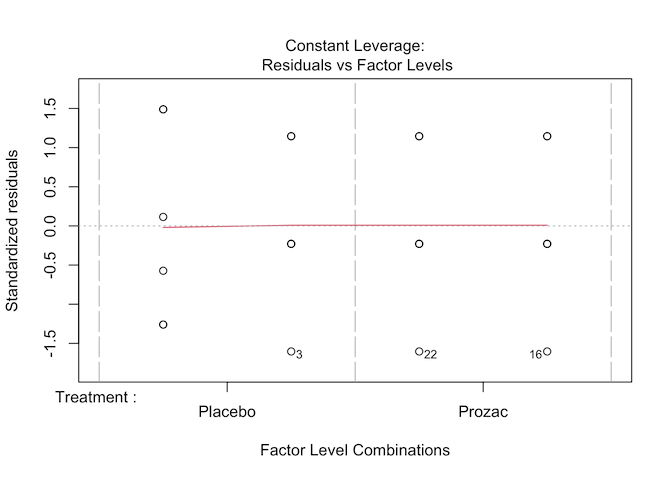 Constant Leverage:
Residuals vs Factor Levels
Standardized residuals
1.5
1.0
0.5
0.0
-0.5
-1.5
3
22
16
Treatment :
Placebo
Prozac
Factor Level Combinations